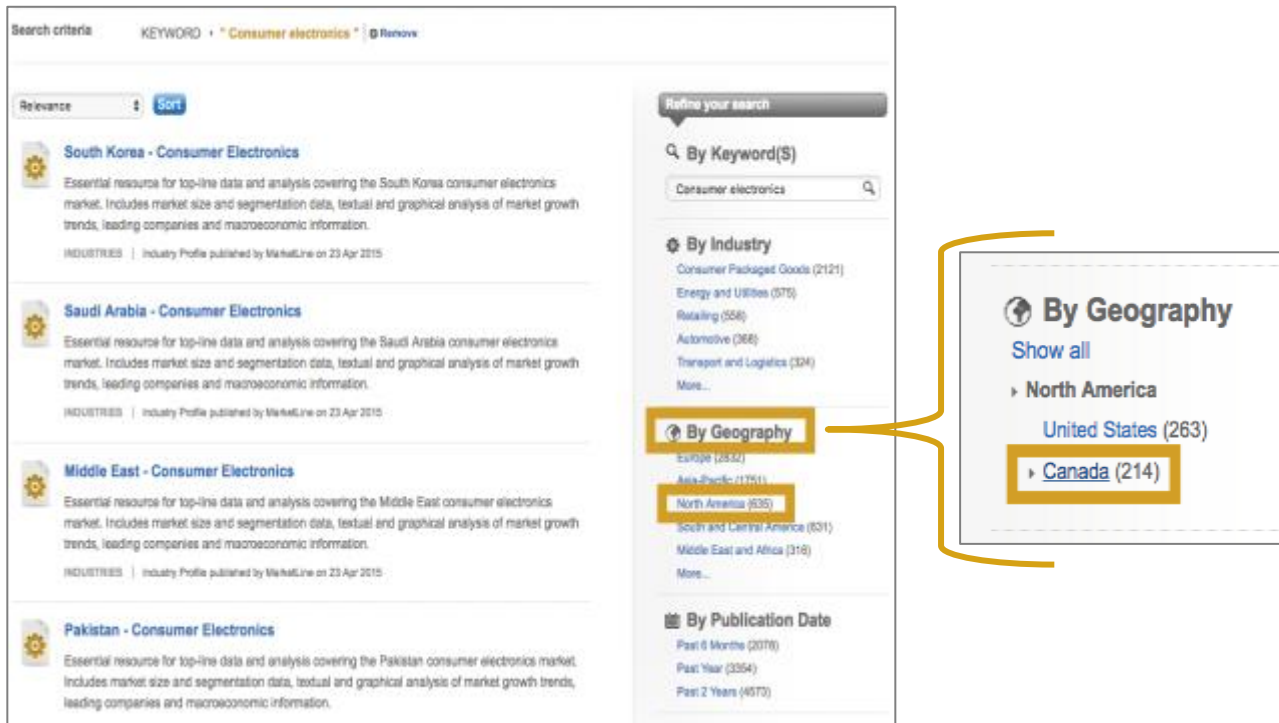 Search criteria KEYWORD › " Consumer electronics " Remove
Relevance Sort
South Korea - Consumer Electronics
Essential resource for top-line data and analysis covering the South Korea consumer electronics
market. Includes market size and segmentation data, textual and graphical analysis of market growth
trends, leading companies and macroeconomic information.
INDUSTRIES | Industry Profile published by MarketLine on 23 Apr 2015
Saudi Arabia - Consumer Electronics
Essential resource for top-line data and analysis covering the Saudi Arabia consumer electronics
market. Includes market size and segmentation data, textual and graphical analysis of market growth
trends, leading companies and macroeconomic information.
INDUSTRIES | Industry Profile published by MarketLine on 23 Apr 2015
Middle East - Consumer Electronics
Essential resource for top-line data and analysis covering the Middle East consumer electronics
market. Includes market size and segmentation data, textual and graphical analysis of market growth
trends, leading companies and macroeconomic information.
INDUSTRIES | Industry Profile published by MarketLine on 23 Apr 2015
Pakistan - Consumer Electronics
Essential resource for top-line data and analysis covering the Pakistan consumer electronics market.
Includes market size and segmentation data, textual and graphical analysis of market growth trends,
leading companies and macroeconomic information.
Refine your search
By Keyword(S)
Consumer electronics
By Industry
Consumer Packaged Goods (2121)
Energy and Utilities (575)
Retailing (558)
Automotive (368)
Transport and Logistics (324)
More...
By Geography
Europe (2832)
Asia-Pacific (1751)
North America (635)
South and Central America (631)
Middle East and Africa (316)
More...
By Publication Date
Past 6 Months (2078)
Past Year (3354)
Past 2 Years (4573)
By Geography
Show all
› North America
United States (263)
› Canada (214)